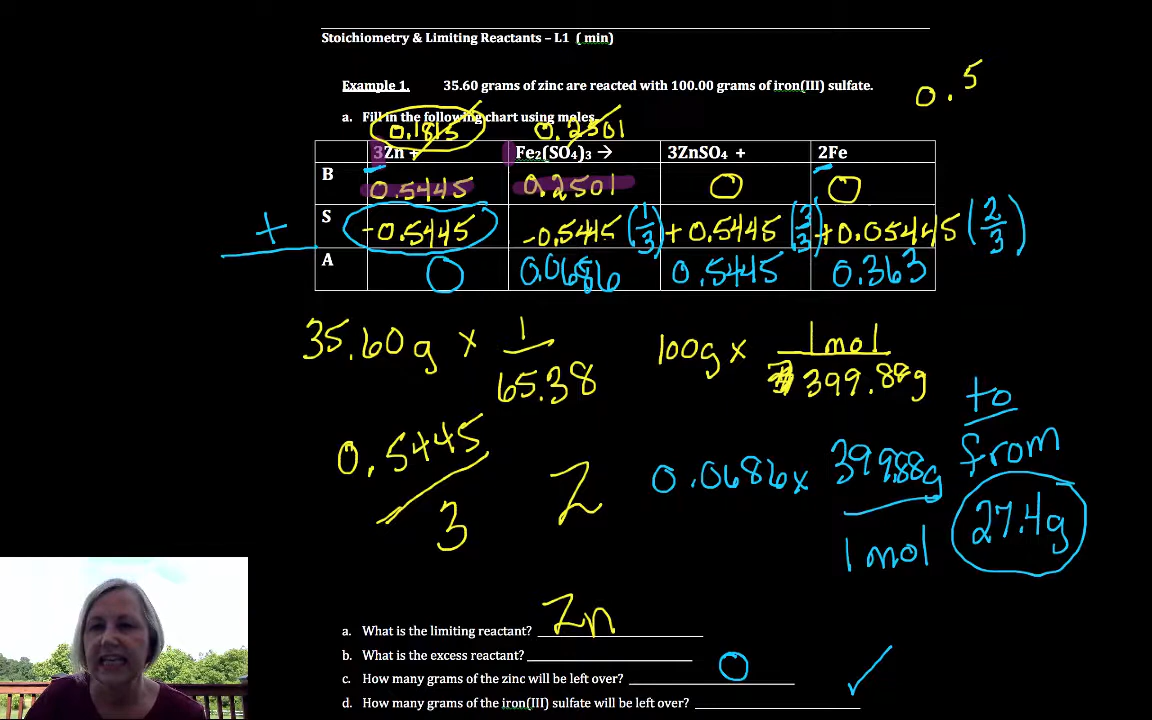 Stoichiometry & Limiting Reactants – L1 ( min)
0.5
Example 1. 35.60 grams of zinc are reacted with 100.00 grams of iron(III) sulfate.
a. Fill in the following chart using moles.
0.1815 0.2501
3Zn + Fe₂(SO₄)₃ → 3ZnSO₄ + 2Fe
B 0.5445 0.2501 0 0
S -0.5445 -0.5445 (1/3) +0.5445 (3/3) +0.05445 (2/3)
+
A 0 0.0686 0.5445 0.363
35.60g x 1/65.38 100g x 1mol/399.88g
0.5445/3 Z 0.0686 x 399.88g/1mol
to
from
27.4g
a. What is the limiting reactant? Zn
b. What is the excess reactant?
c. How many grams of the zinc will be left over? 0 ✓
d. How many grams of the iron(III) sulfate will be left over?